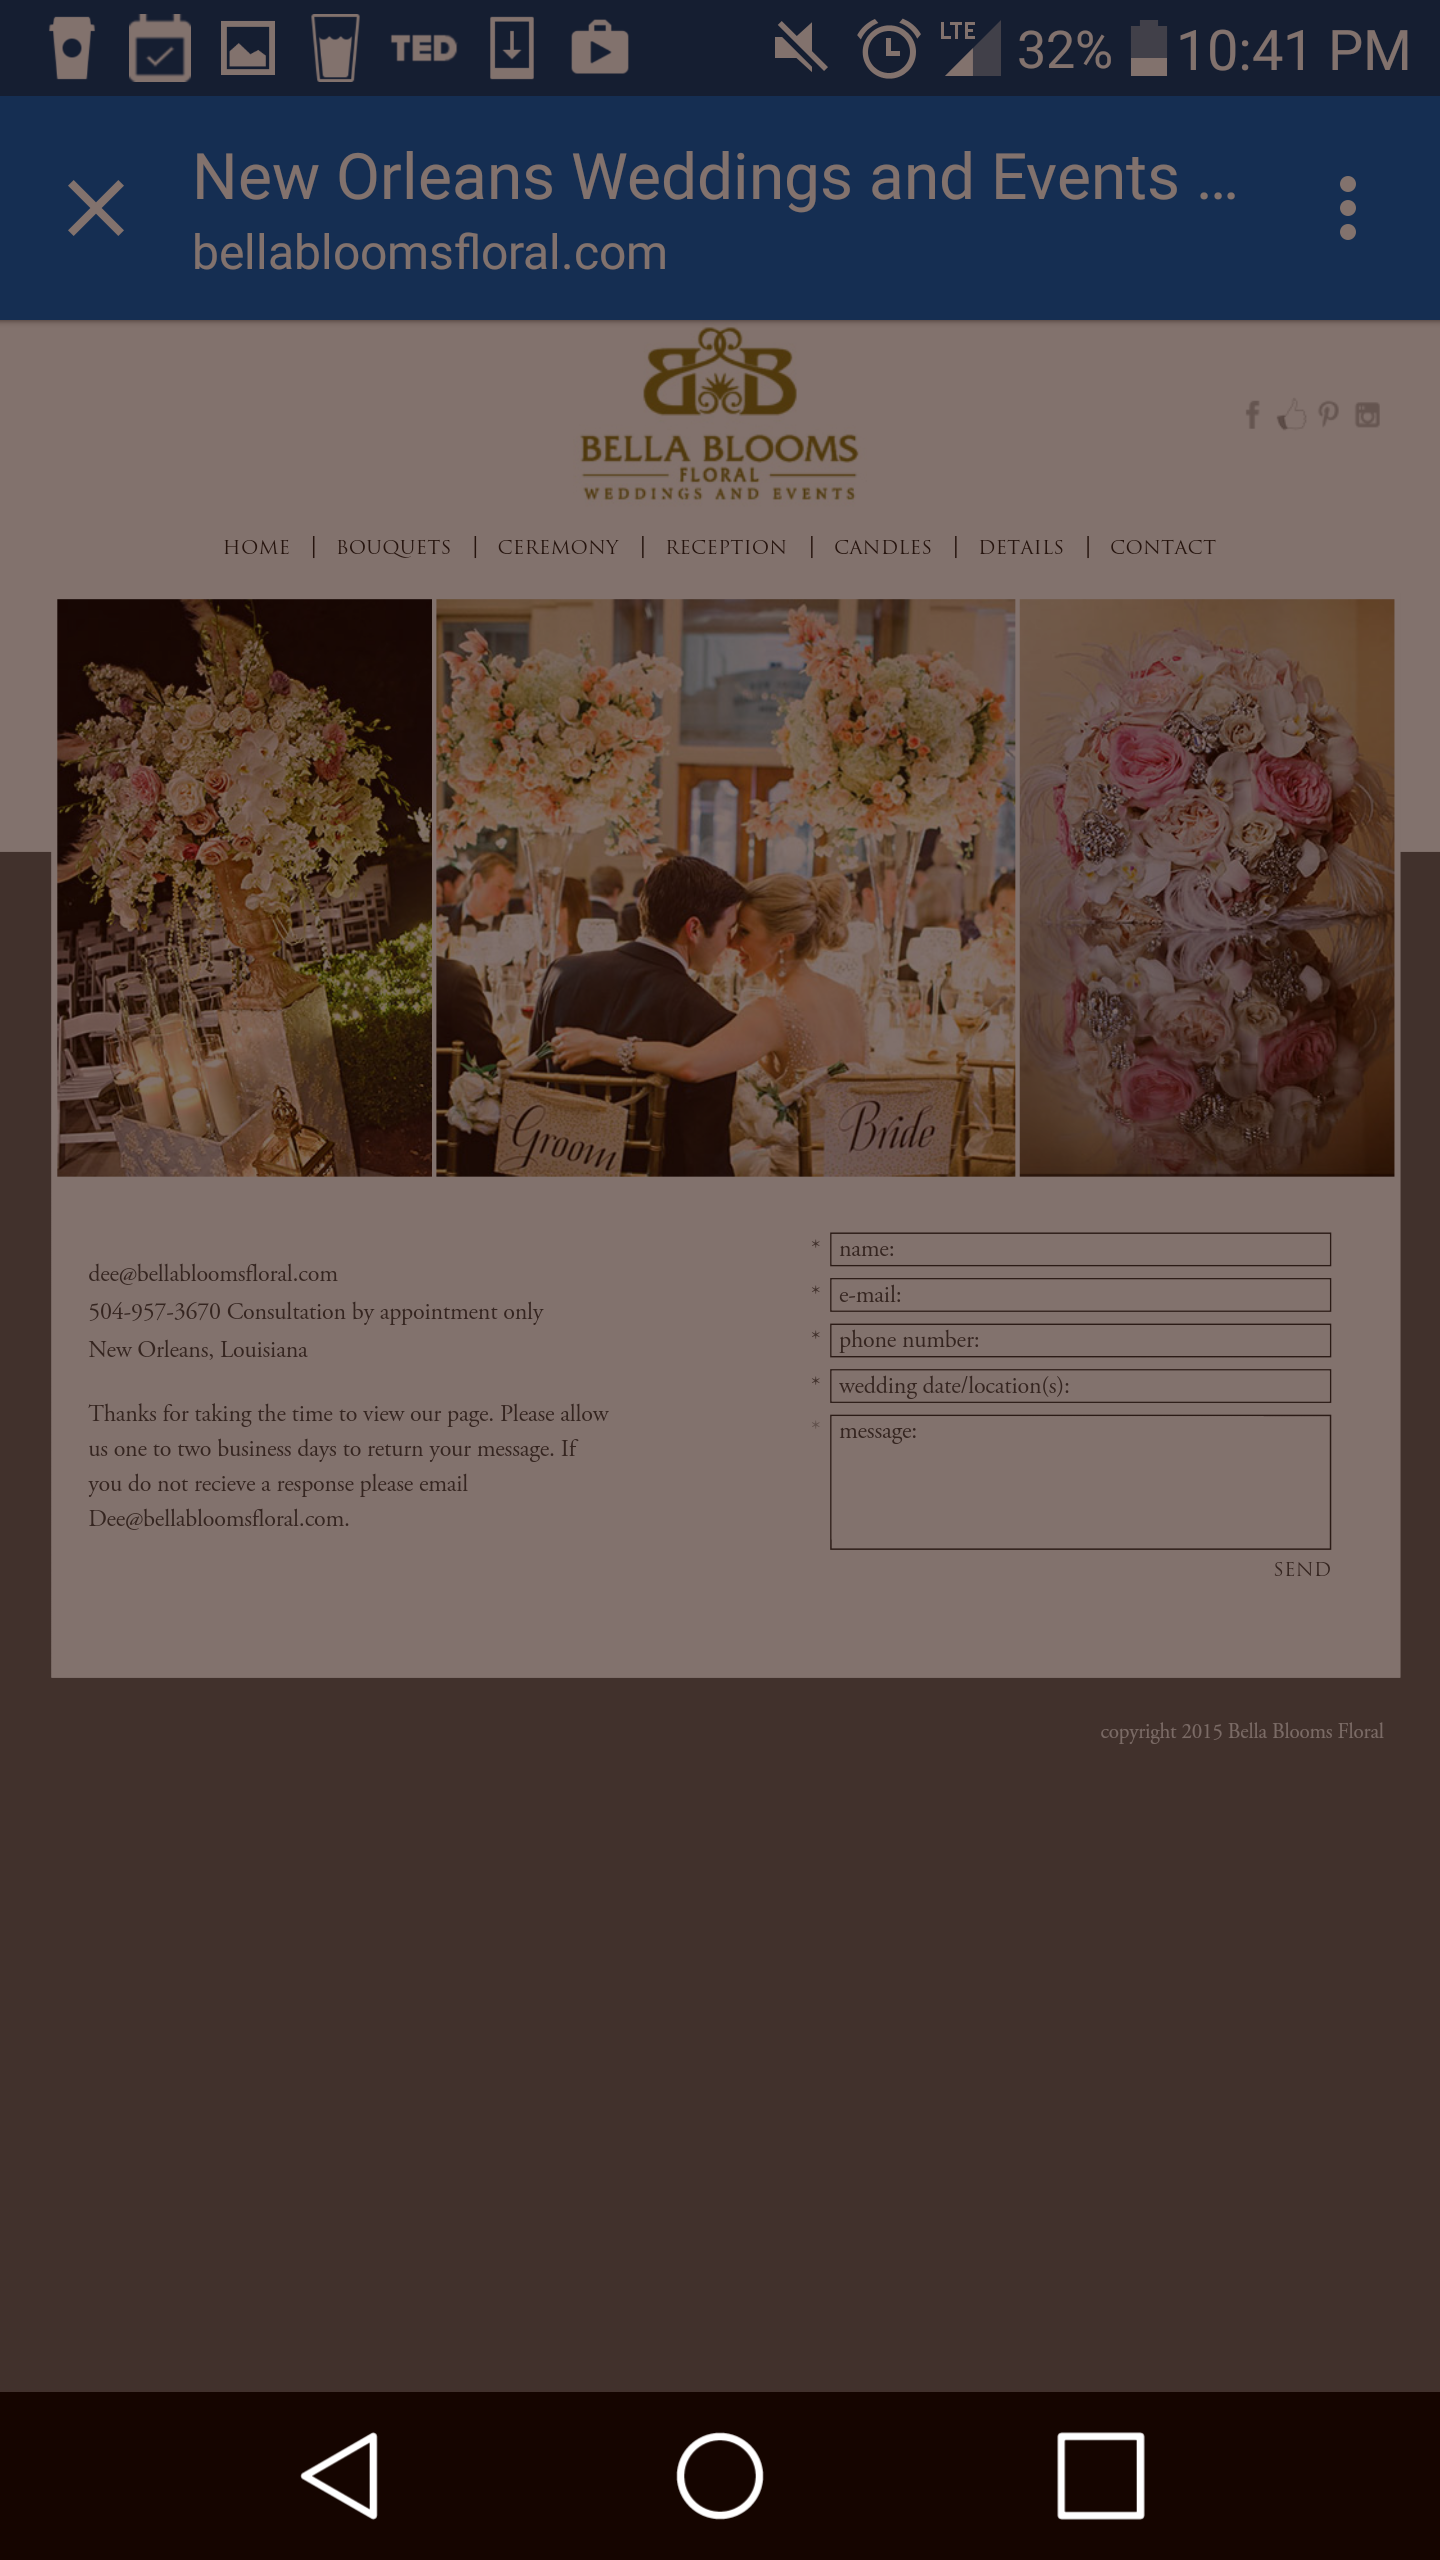 TED LTE 32% 10:41 PM
New Orleans Weddings and Events ...
bellabloomsfloral.com
BB
BELLA BLOOMS
FLORAL
WEDDINGS AND EVENTS
HOME | BOUQUETS | CEREMONY | RECEPTION | CANDLES | DETAILS | CONTACT
Groom
Bride
dee@bellabloomsfloral.com
504-957-3670 Consultation by appointment only
New Orleans, Louisiana
Thanks for taking the time to view our page. Please allow
us one to two business days to return your message. If
you do not recieve a response please email
Dee@bellabloomsfloral.com.
* name:
* e-mail:
* phone number:
* wedding date/location(s):
* message:
SEND
copyright 2015 Bella Blooms Floral